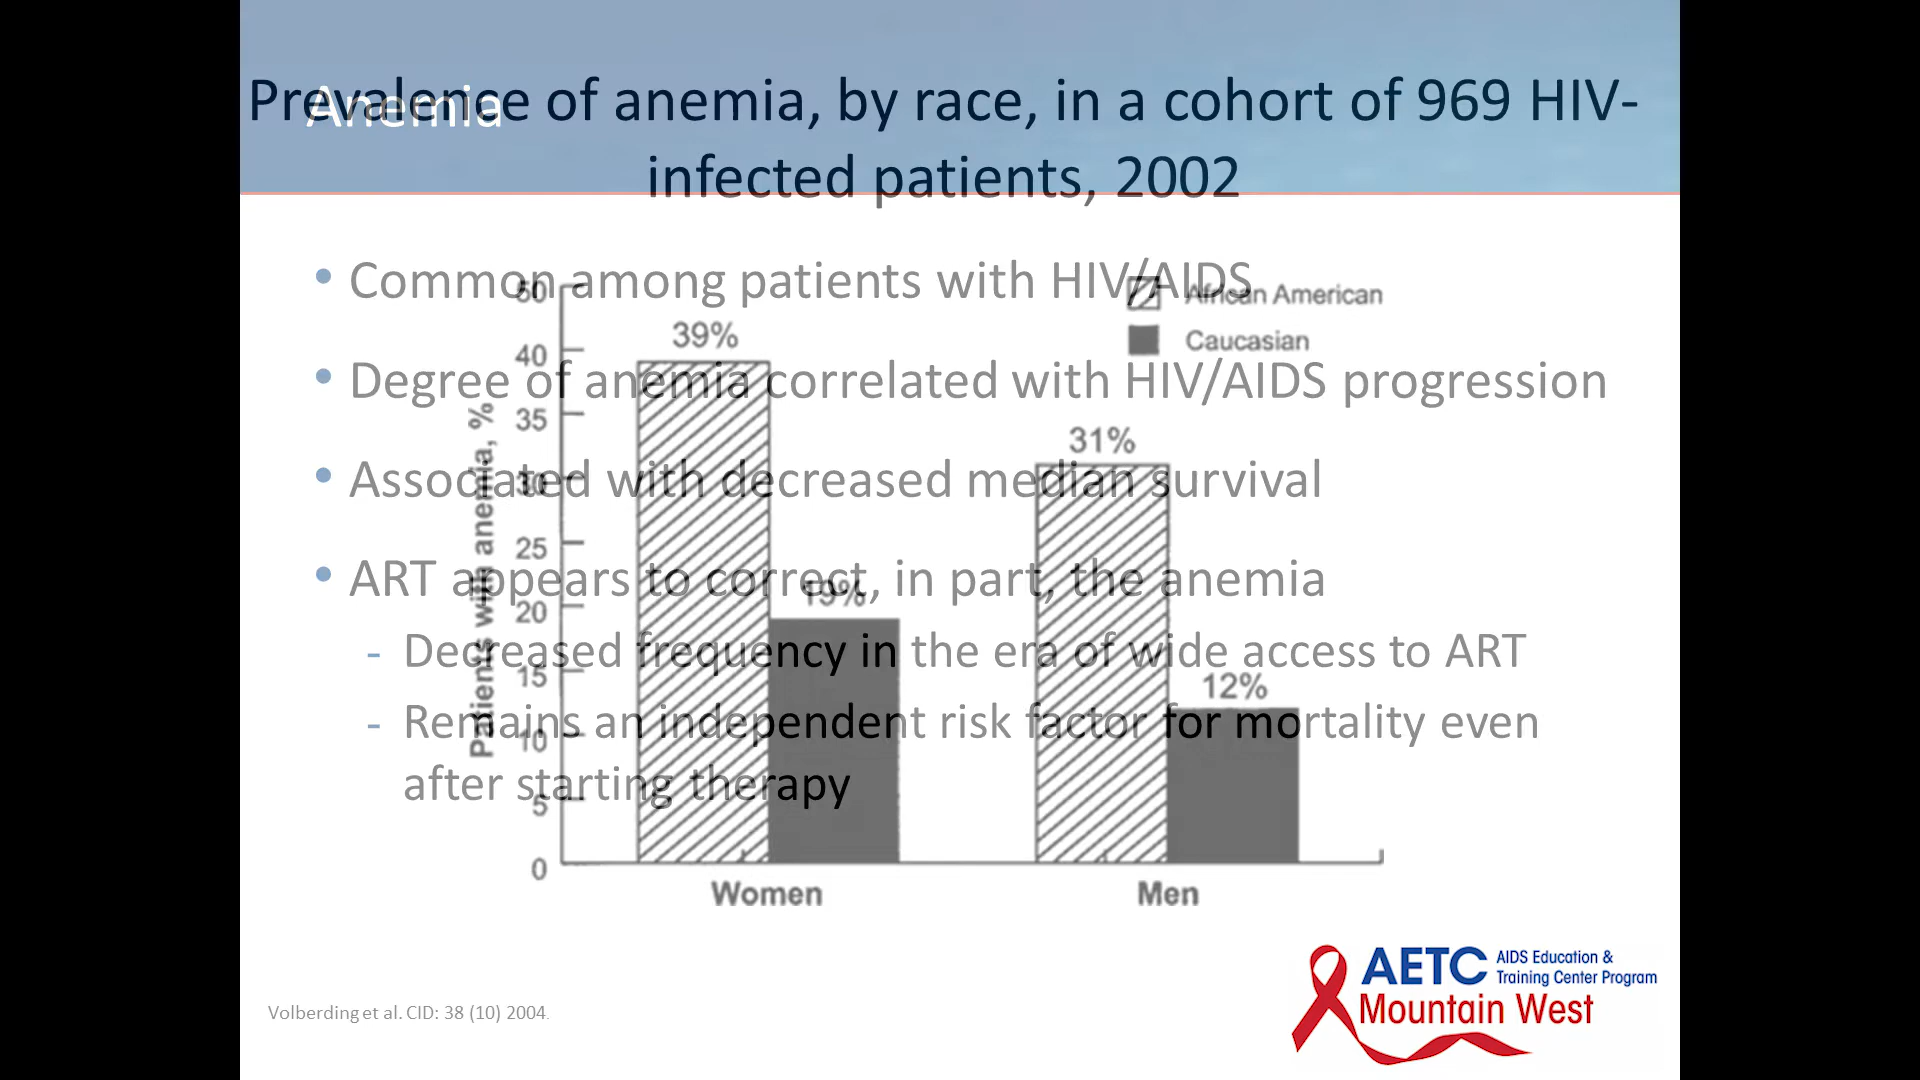 Prevalence of anemia, by race, in a cohort of 969 HIV-
infected patients, 2002
Anemia
• Common among patients with HIV/AIDS
• Degree of anemia correlated with HIV/AIDS progression
• Associated with decreased median survival
• ART appears to correct, in part, the anemia
- Decreased frequency in the era of wide access to ART
- Remains an independent risk factor for mortality even
after starting therapy
Patients with anemia, %
50
40
35
30
25
20
15
10
5
0
39%
19%
31%
12%
African American
Caucasian
Women
Men
Volberding et al. CID: 38 (10) 2004.
AETC AIDS Education &
Training Center Program
Mountain West